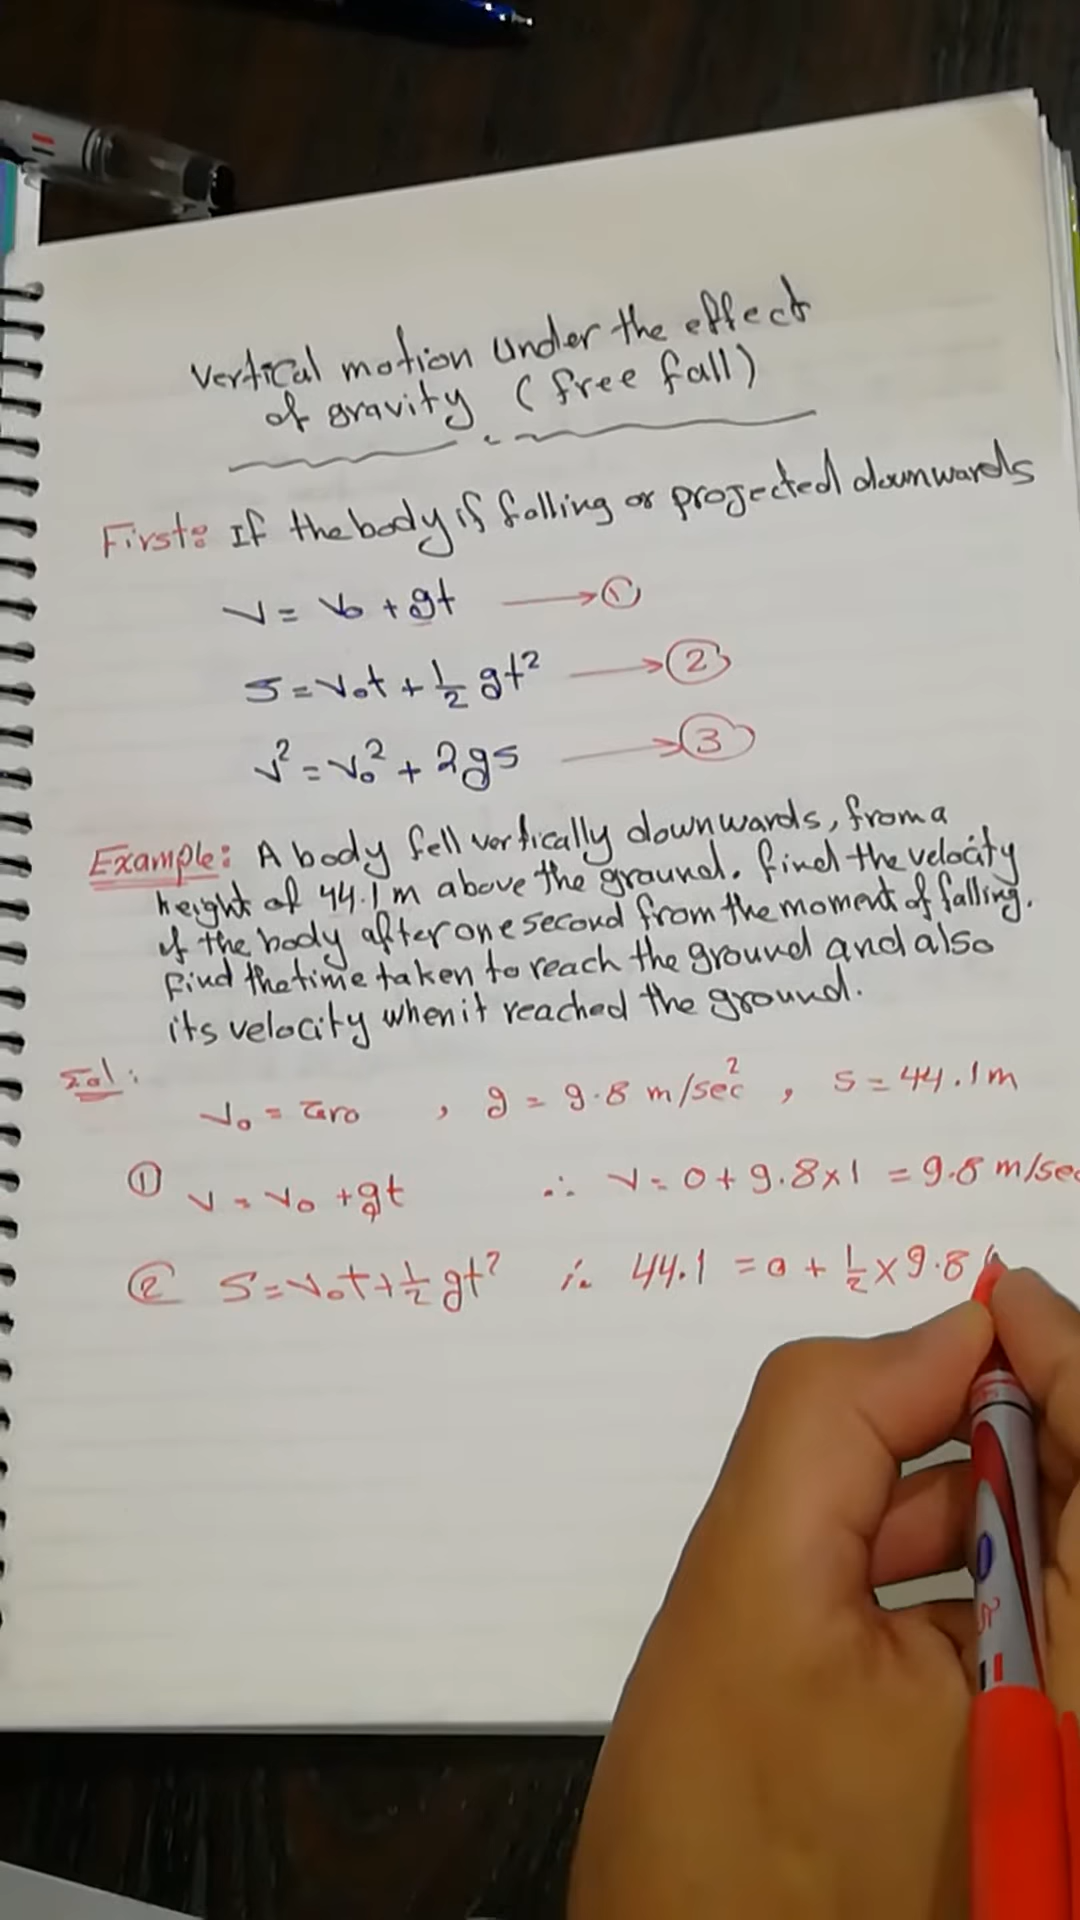 Vertical motion under the effect
of gravity (free fall)
First: If the body if falling or projected downwards
V = V₀ + gt → ①
S = V₀t + 1/2 gt² → ②
V² = V₀² + 2gs → ③
Example: A body fell vertically downwards, from a
height of 44.1 m above the ground. find the velocity
of the body after one second from the moment of falling.
find the time taken to reach the ground and also
its velocity when it reached the ground.
Sol:
V₀ = zero , g = 9.8 m/sec² , S = 44.1 m
① V = V₀ + gt ∴ V = 0 + 9.8 × 1 = 9.8 m/sec
② S = V₀t + 1/2 gt² ∴ 44.1 = 0 + 1/2 × 9.8